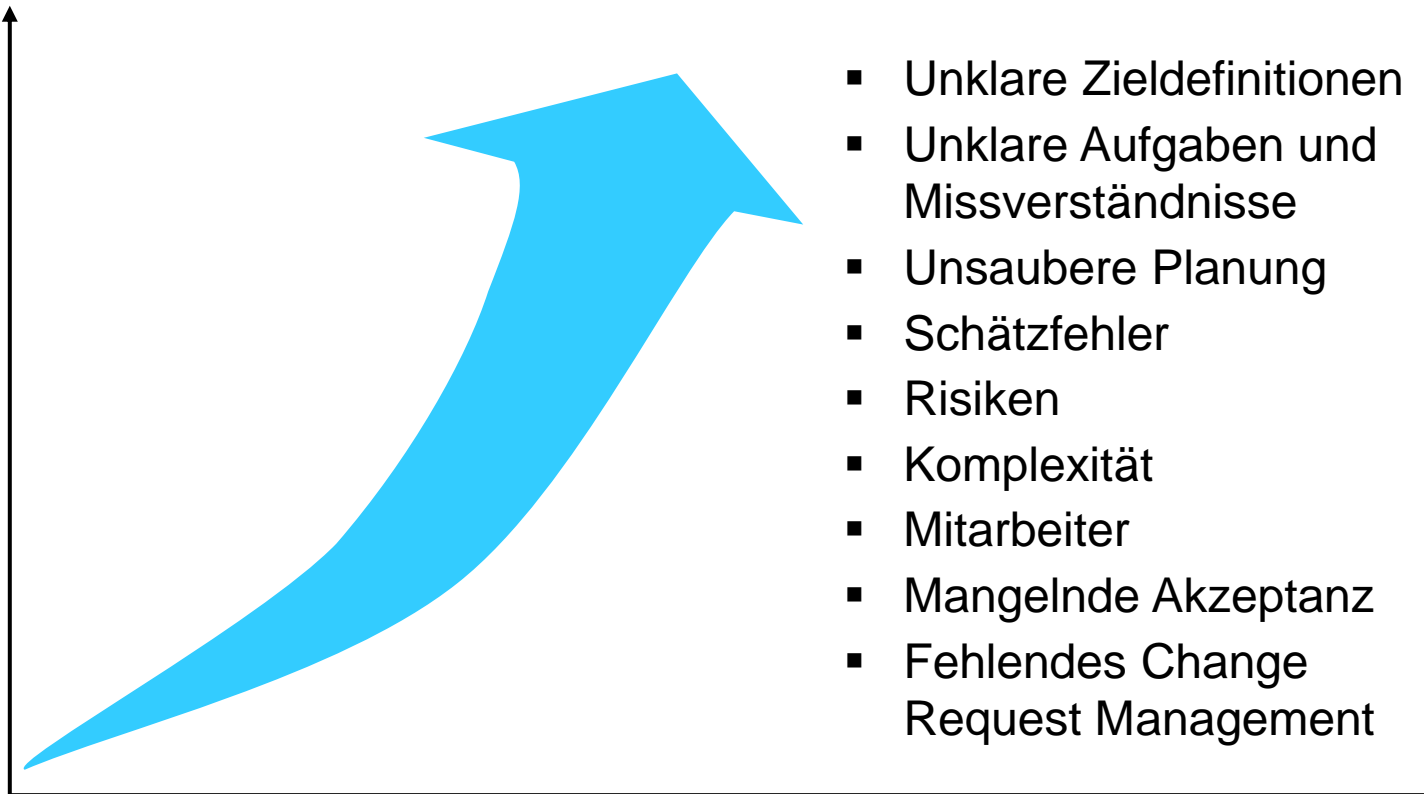 ▪ Unklare Zieldefinitionen
▪ Unklare Aufgaben und
Missverständnisse
▪ Unsaubere Planung
▪ Schätzfehler
▪ Risiken
▪ Komplexität
▪ Mitarbeiter
▪ Mangelnde Akzeptanz
▪ Fehlendes Change
Request Management